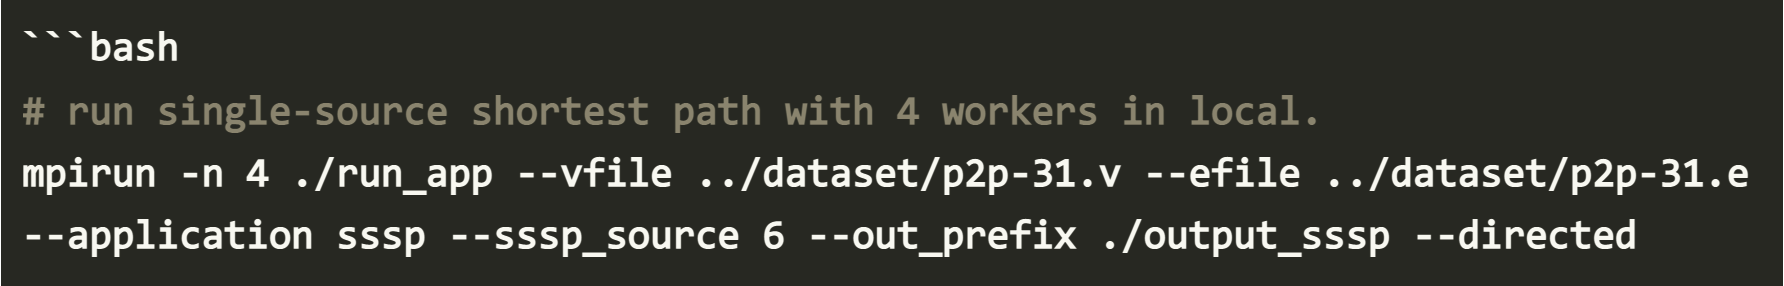 ```bash
# run single-source shortest path with 4 workers in local.
mpirun -n 4 ./run_app --vfile ../dataset/p2p-31.v --efile ../dataset/p2p-31.e
--application sssp --sssp_source 6 --out_prefix ./output_sssp --directed